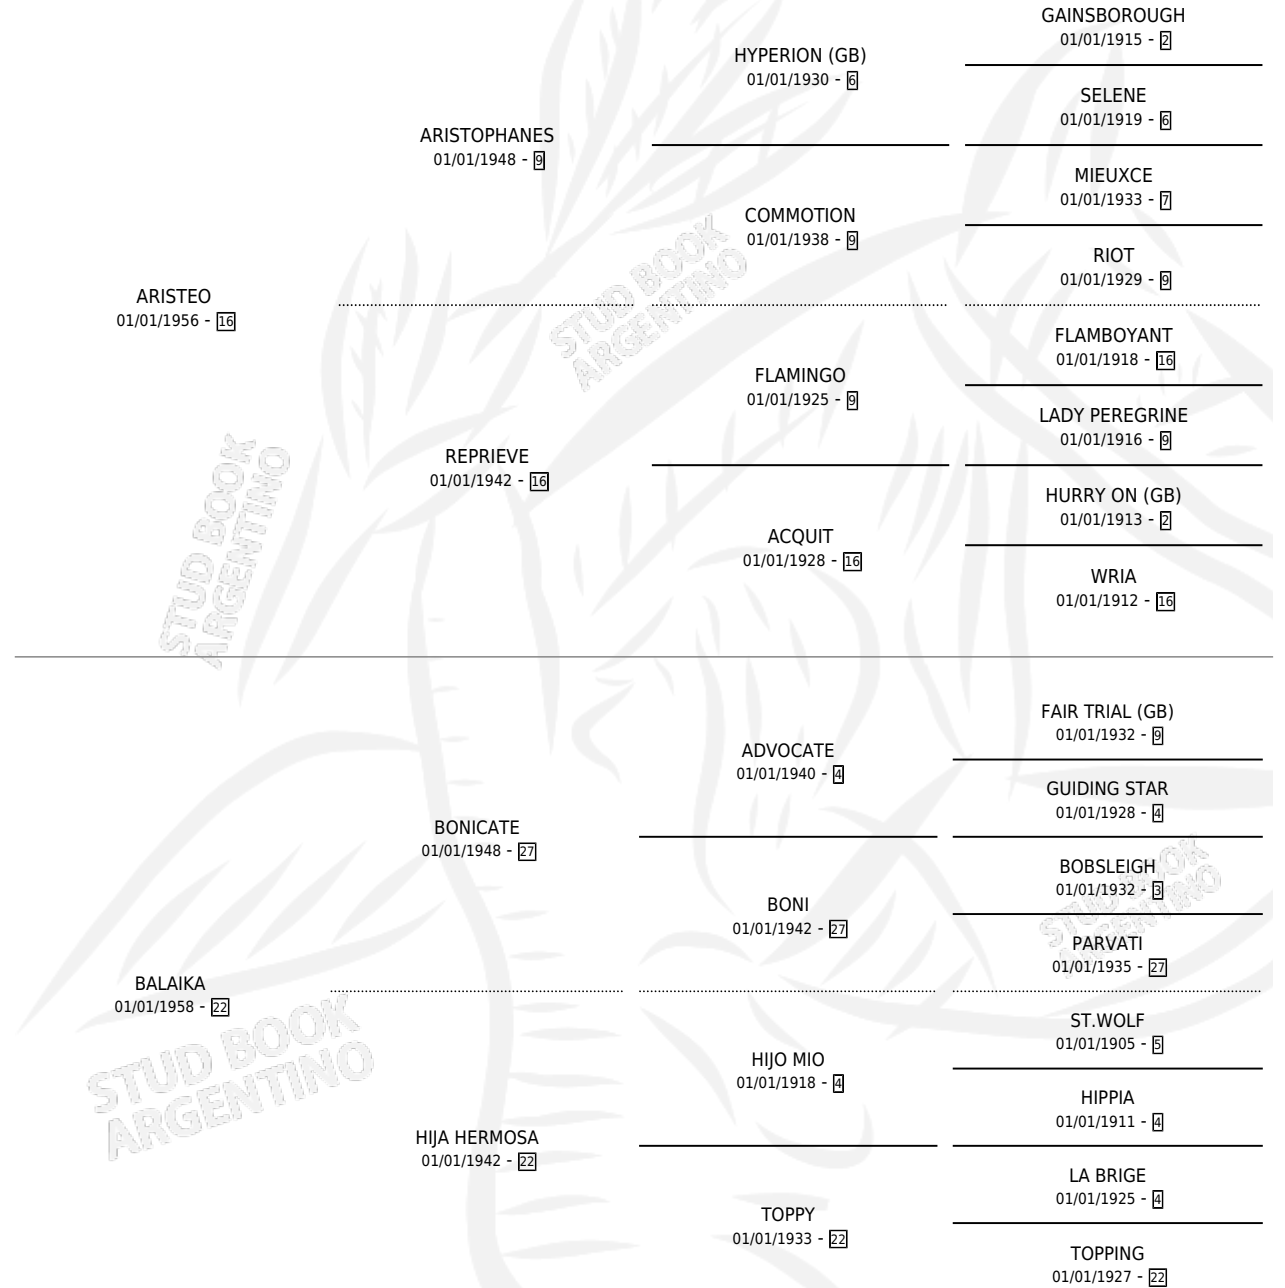 GAINSBOROUGH
01/01/1915 - 2
HYPERION (GB)
01/01/1930 - 6
SELENE
01/01/1919 - 6
ARISTOPHANES
01/01/1948 - 9
MIEUXCE
01/01/1933 - 7
COMMOTION
01/01/1938 - 9
RIOT
01/01/1929 - 9
ARISTEO
01/01/1956 - 16
FLAMBOYANT
01/01/1918 - 16
FLAMINGO
01/01/1925 - 9
LADY PEREGRINE
01/01/1916 - 9
REPRIEVE
01/01/1942 - 16
HURRY ON (GB)
01/01/1913 - 2
ACQUIT
01/01/1928 - 16
WRIA
01/01/1912 - 16
STUD BOOK
ARGENTINO
STUD BOOK
ARGENTINO
FAIR TRIAL (GB)
01/01/1932 - 9
ADVOCATE
01/01/1940 - 4
GUIDING STAR
01/01/1928 - 4
BONICATE
01/01/1948 - 27
BOBSLEIGH
01/01/1932 - 3
BONI
01/01/1942 - 27
PARVATI
01/01/1935 - 27
BALAIKA
01/01/1958 - 22
ST.WOLF
01/01/1905 - 5
HIJO MIO
01/01/1918 - 4
HIPPIA
01/01/1911 - 4
HIJA HERMOSA
01/01/1942 - 22
LA BRIGE
01/01/1925 - 4
TOPPY
01/01/1933 - 22
TOPPING
01/01/1927 - 22
STUD BOOK
ARGENTINO
STUD BOOK
ARGENTINO